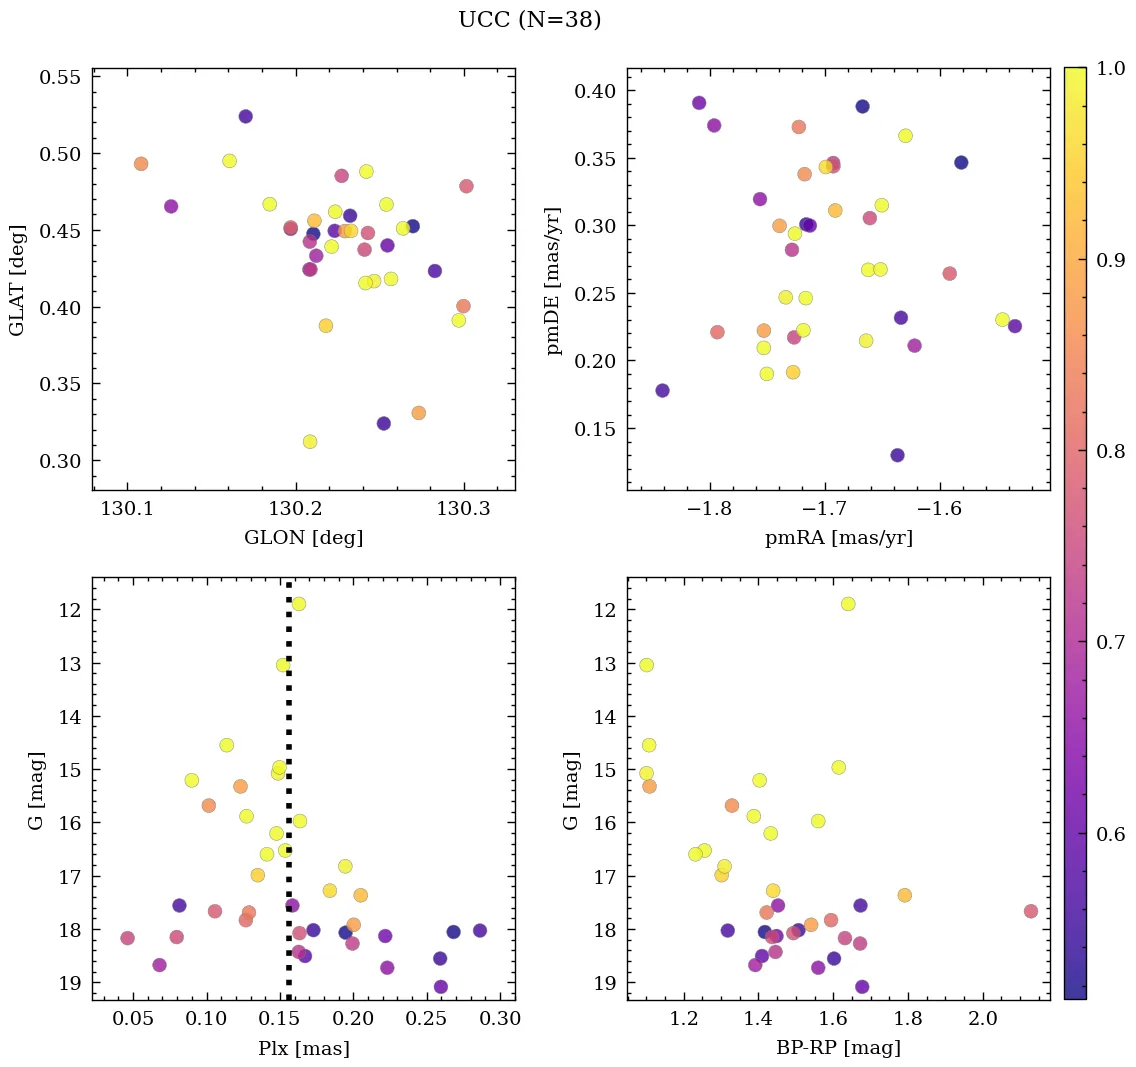 UCC (N=38)
0.55
0.50
0.45
0.40
0.35
0.30
GLAT [deg]
130.1 130.2 130.3
GLON [deg]
0.40
0.35
0.30
0.25
0.20
0.15
pmDE [mas/yr]
−1.8 −1.7 −1.6
pmRA [mas/yr]
1.0
0.9
0.8
0.7
0.6
12
13
14
15
16
17
18
19
G [mag]
0.05 0.10 0.15 0.20 0.25 0.30
Plx [mas]
12
13
14
15
16
17
18
19
G [mag]
1.2 1.4 1.6 1.8 2.0
BP-RP [mag]